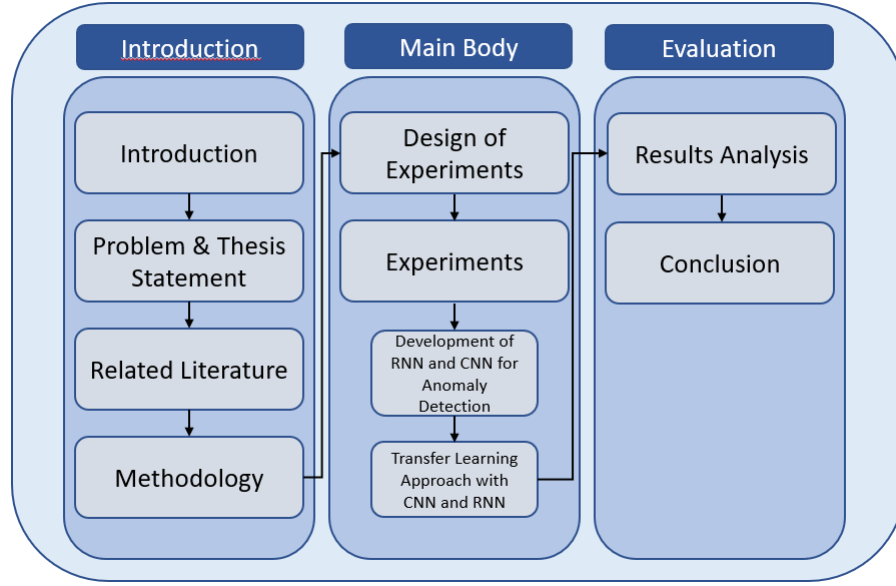 Introduction
Main Body
Evaluation
Introduction
Problem & Thesis
Statement
Related Literature
Methodology
Design of
Experiments
Experiments
Development of
RNN and CNN for
Anomaly
Detection
Transfer Learning
Approach with
CNN and RNN
Results Analysis
Conclusion